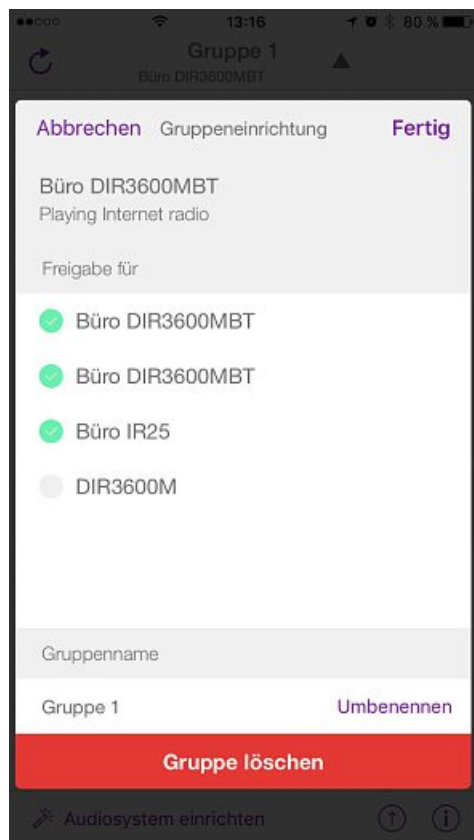 13:16 80 %
Gruppe 1
Büro DIR3600MBT
Abbrechen Gruppeneinrichtung Fertig
Büro DIR3600MBT
Playing Internet radio
Freigabe für
Büro DIR3600MBT
Büro DIR3600MBT
Büro IR25
DIR3600M
Gruppenname
Gruppe 1 Umbenennen
Gruppe löschen
Audiosystem einrichten